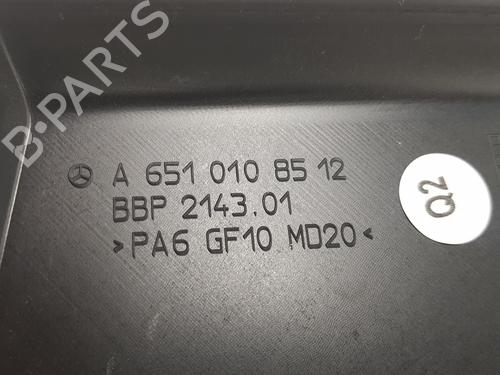 B-PARTS
A 651 010 85 12
BBP 2143.01
>PA6 GF10 MD20<
Q2